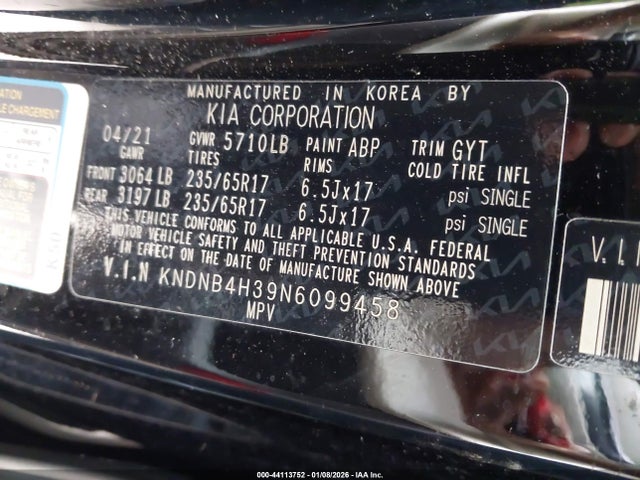 MANUFACTURED IN KOREA BY
KIA CORPORATION
04/21 GVWR 5710LB PAINT ABP TRIM GYT
GAWR TIRES RIMS COLD TIRE INFL
FRONT 3064 LB 235/65R17 6.5Jx17 psi SINGLE
REAR 3197 LB 235/65R17 6.5Jx17 psi SINGLE
THIS VEHICLE CONFORMS TO ALL APPLICABLE U.S.A. FEDERAL
MOTOR VEHICLE SAFETY AND THEFT PREVENTION STANDARDS
IN EFFECT ON THE DATE OF MANUFACTURE SHOWN ABOVE
V.I.N KNDNB4H39N6099458
MPV
V.I
000-44113752 | 01/08/2026 - IAA Inc.